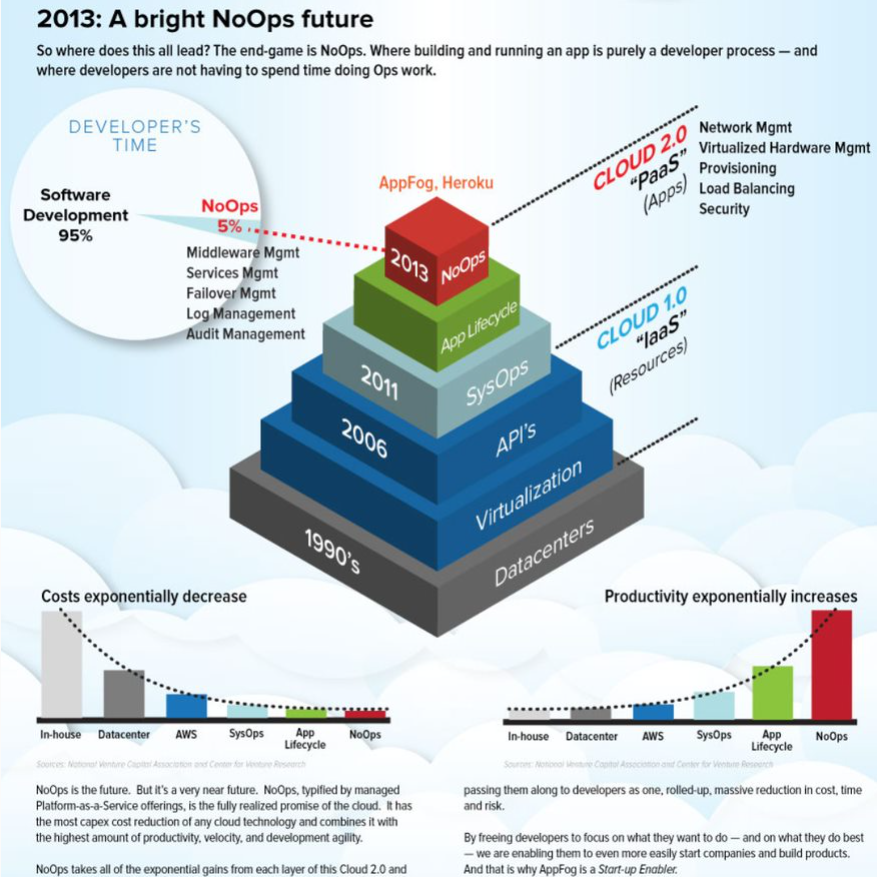 2013: A bright NoOps future
So where does this all lead? The end-game is NoOps. Where building and running an app is purely a developer process — and
where developers are not having to spend time doing Ops work.
DEVELOPER'S
TIME
Software
Development
95%
NoOps
5%
Middleware Mgmt
Services Mgmt
Failover Mgmt
Log Management
Audit Management
AppFog, Heroku
2013
NoOps
App Lifecycle
2011
SysOps
2006
API's
Virtualization
1990's
Datacenters
CLOUD 2.0
"PaaS"
(Apps)
Network Mgmt
Virtualized Hardware Mgmt
Provisioning
Load Balancing
Security
CLOUD 1.0
"IaaS"
(Resources)
Costs exponentially decrease
In-house
Datacenter
AWS
SysOps
App
Lifecycle
NoOps
Sources: National Venture Capital Association and Center for Venture Research
Productivity exponentially increases
In-house
Datacenter
AWS
SysOps
App
Lifecycle
NoOps
Sources: National Venture Capital Association and Center for Venture Research
NoOps is the future. But it's a very near future. NoOps, typified by managed
Platform-as-a-Service offerings, is the fully realized promise of the cloud. It has
the most capex cost reduction of any cloud technology and combines it with
the highest amount of productivity, velocity, and development agility.
NoOps takes all of the exponential gains from each layer of this Cloud 2.0 and
passing them along to developers as one, rolled-up, massive reduction in cost, time
and risk.
By freeing developers to focus on what they want to do — and on what they do best
— we are enabling them to even more easily start companies and build products.
And that is why AppFog is a Start-up Enabler.